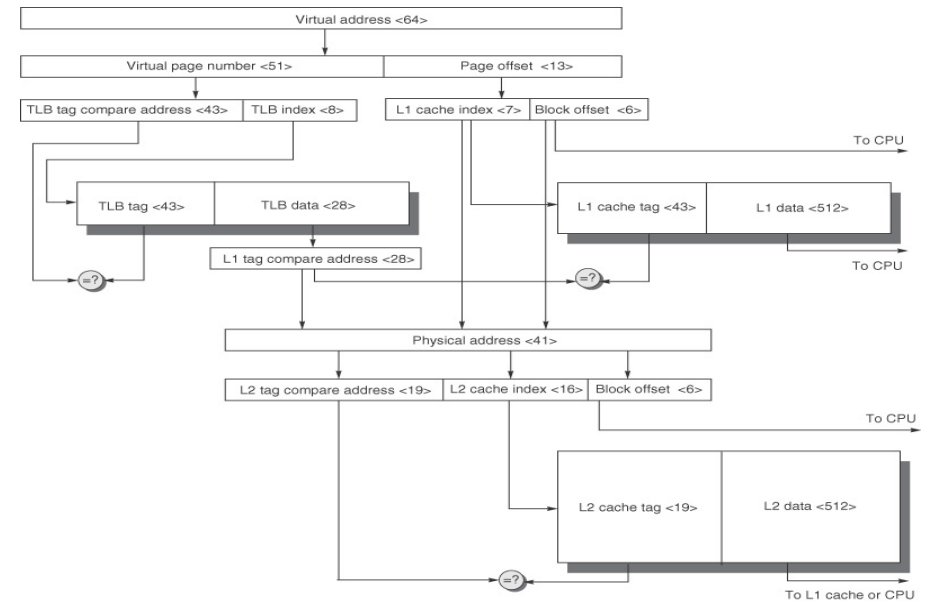 Virtual address <64>
Virtual page number <51>
Page offset <13>
TLB tag compare address <43>
TLB index <8>
L1 cache index <7>
Block offset <6>
To CPU
TLB tag <43>
TLB data <28>
L1 cache tag <43>
L1 data <512>
To CPU
L1 tag compare address <28>
=?
=?
Physical address <41>
L2 tag compare address <19>
L2 cache index <16>
Block offset <6>
To CPU
L2 cache tag <19>
L2 data <512>
=?
To L1 cache or CPU